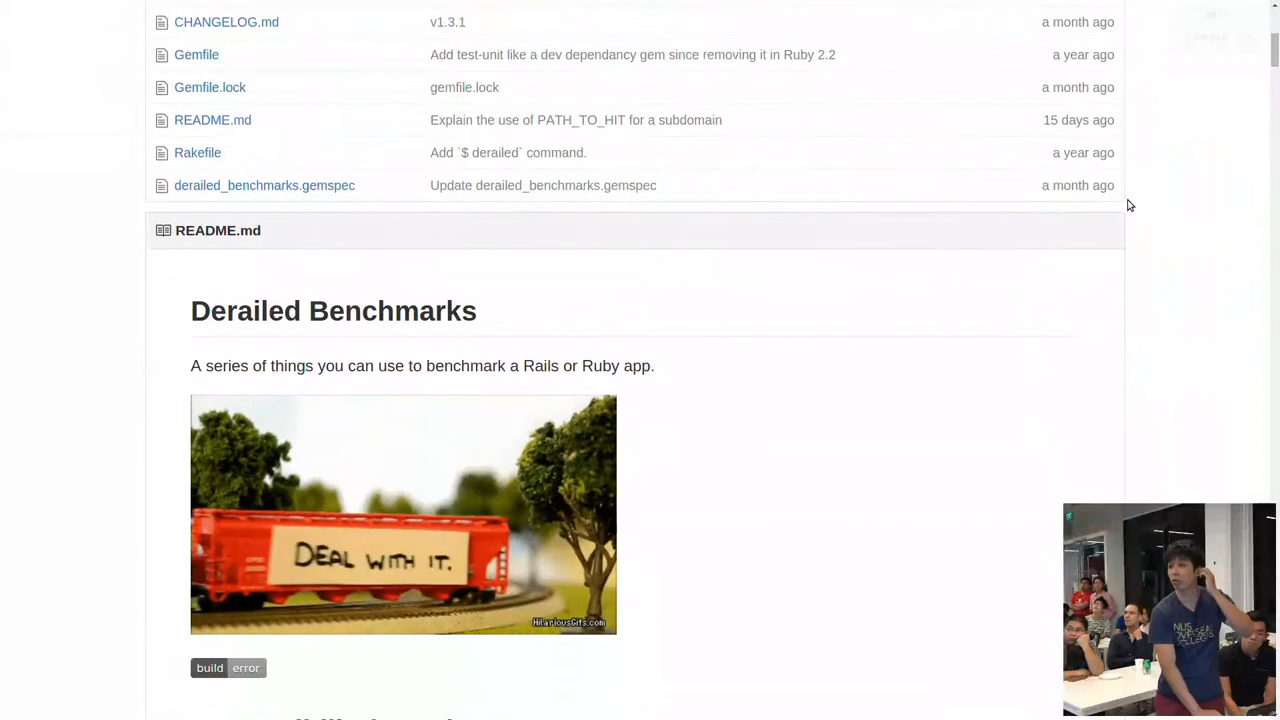 CHANGELOG.md v1.3.1 a month ago
Gemfile Add test-unit like a dev dependancy gem since removing it in Ruby 2.2 a year ago
Gemfile.lock gemfile.lock a month ago
README.md Explain the use of PATH_TO_HIT for a subdomain 15 days ago
Rakefile Add `$ derailed` command. a year ago
derailed_benchmarks.gemspec Update derailed_benchmarks.gemspec a month ago
README.md
Derailed Benchmarks
A series of things you can use to benchmark a Rails or Ruby app.
DEAL WITH IT.
HilariousGifs.com
build error
NUS